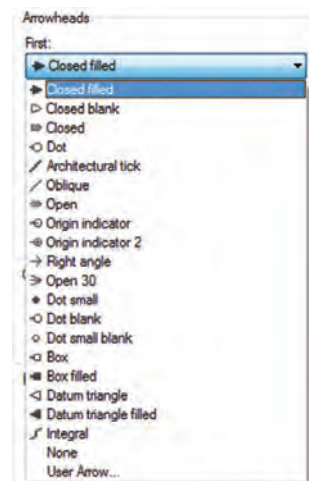 Arrowheads
First:
Closed filled
Closed filled
Closed blank
Closed
Dot
Architectural tick
Oblique
Open
Origin indicator
Origin indicator 2
Right angle
Open 30
Dot small
Dot blank
Dot small blank
Box
Box filled
Datum triangle
Datum triangle filled
Integral
None
User Arrow...